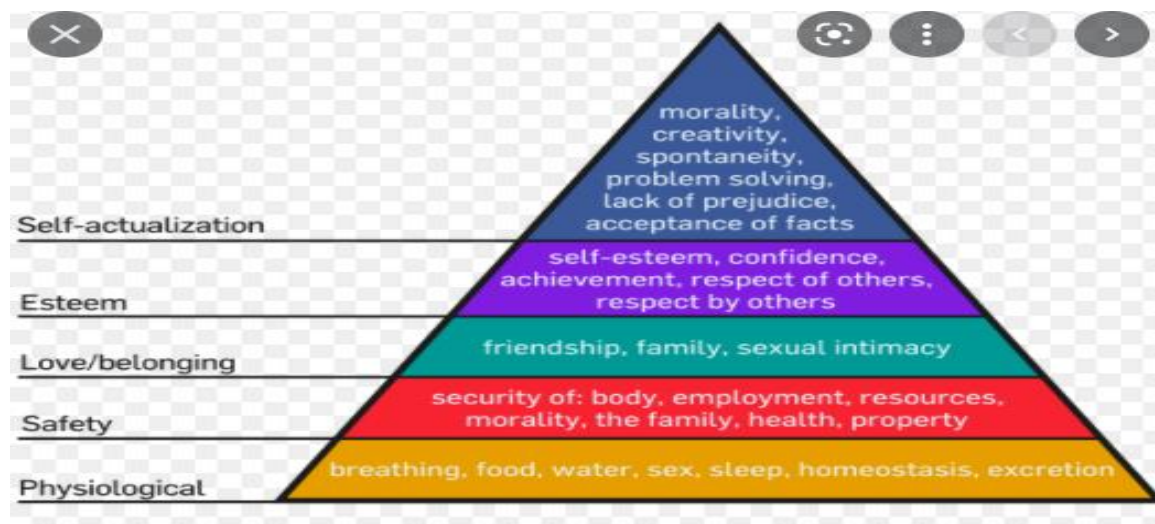 morality,
creativity,
spontaneity,
problem solving,
lack of prejudice,
acceptance of facts
Self-actualization
self-esteem, confidence,
achievement, respect of others,
respect by others
Esteem
friendship, family, sexual intimacy
Love/belonging
security of: body, employment, resources,
morality, the family, health, property
Safety
breathing, food, water, sex, sleep, homeostasis, excretion
Physiological